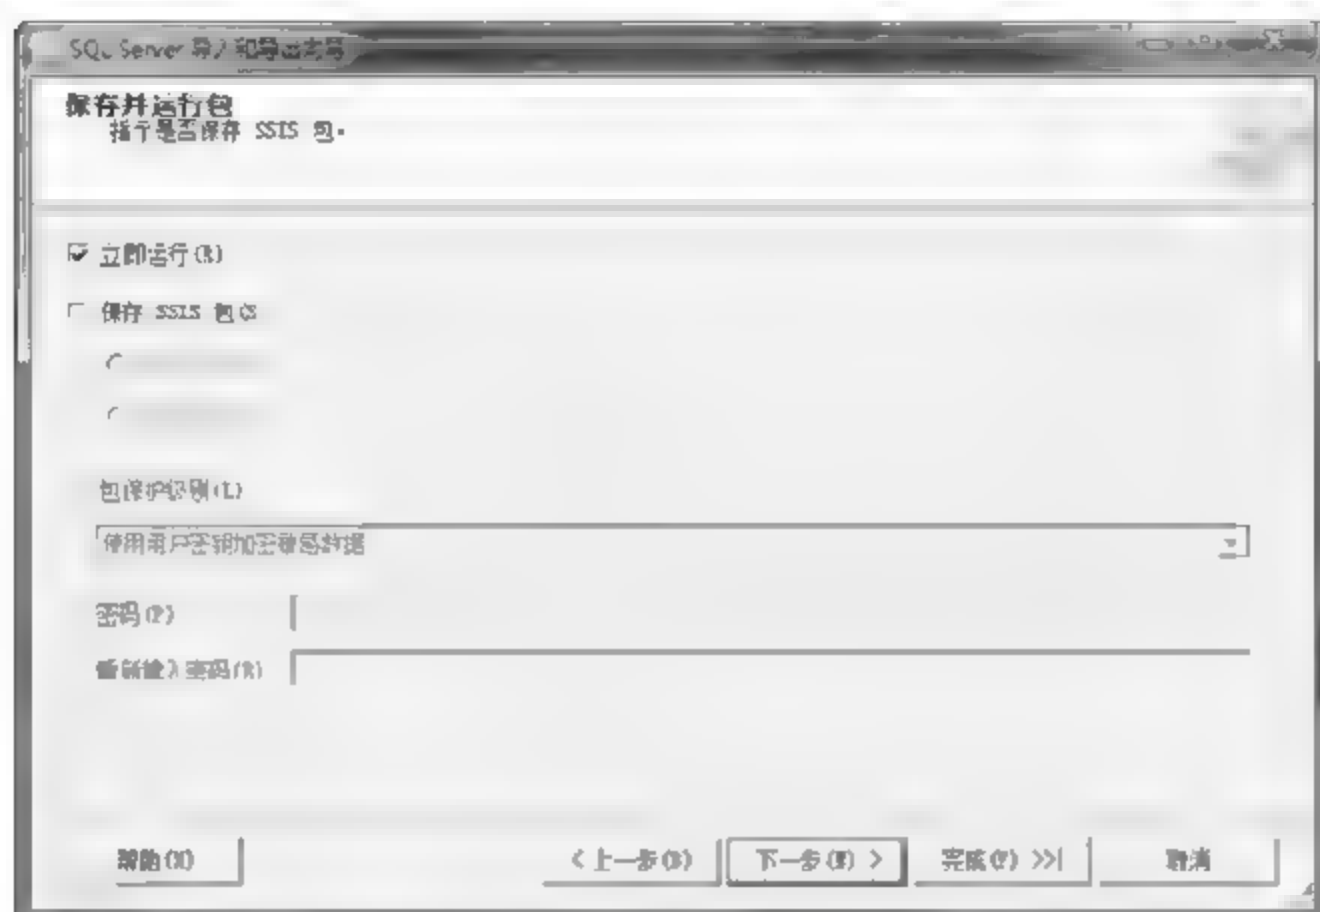 SQL Server 导入和导出向导
保存并运行包
指示是否保存 SSIS 包。
立即运行(R)
保存 SSIS 包(S
包保护级别(L)
使用用户密钥加密敏感数据
密码(P)
重新输入密码(R)
帮助(H)
< 上一步(B)
下一步(N) >
完成(F) >>|
取消